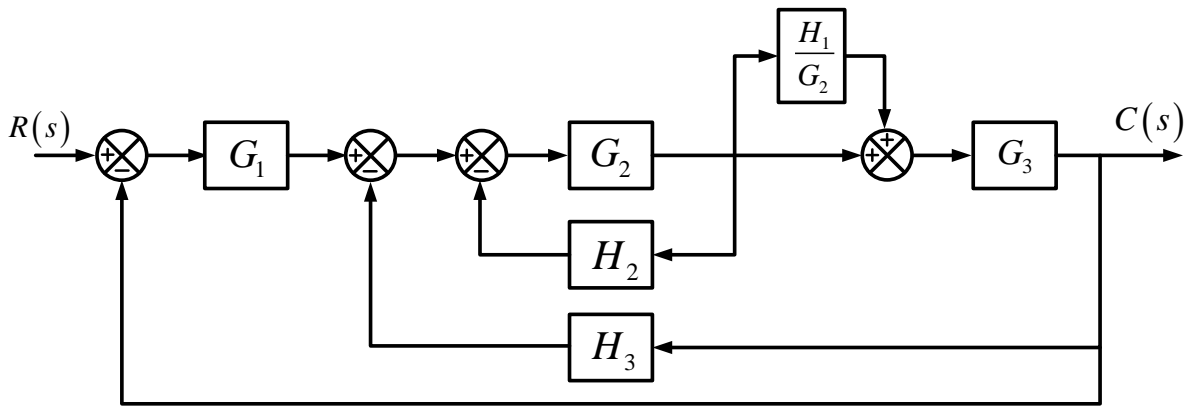 H₁
G₂
R(s)
+
−
G₁
+
−
+
−
G₂
+
+
G₃
C(s)
H₂
H₃